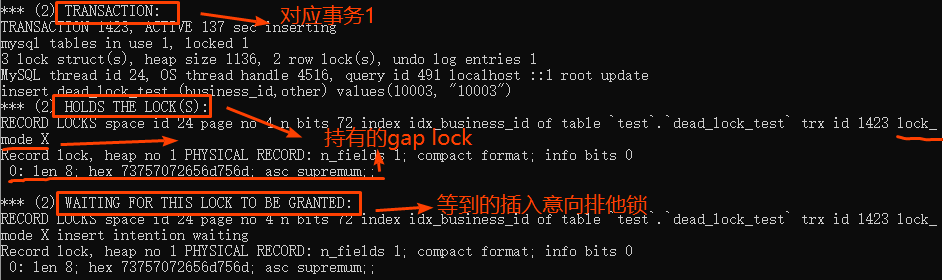 *** (2) TRANSACTION:
对应事务1
TRANSACTION 1423, ACTIVE 137 sec inserting
mysql tables in use 1, locked 1
3 lock struct(s), heap size 1136, 2 row lock(s), undo log entries 1
MySQL thread id 24, OS thread handle 4516, query id 491 localhost ::1 root update
insert dead_lock_test (business_id,other) values(10003, "10003")
*** (2) HOLDS THE LOCK(S):
RECORD LOCKS space id 24 page no 4 n bits 72 index idx_business_id of table `test`.`dead_lock_test` trx id 1423 lock_
mode X
持有的gap lock
Record lock, heap no 1 PHYSICAL RECORD: n_fields 1; compact format; info bits 0
0: len 8; hex 73757072656d756d; asc supremum;;
*** (2) WAITING FOR THIS LOCK TO BE GRANTED:
等到的插入意向排他锁
RECORD LOCKS space id 24 page no 4 n bits 72 index idx_business_id of table `test`.`dead_lock_test` trx id 1423 lock_
mode X insert intention waiting
Record lock, heap no 1 PHYSICAL RECORD: n_fields 1; compact format; info bits 0
0: len 8; hex 73757072656d756d; asc supremum;;